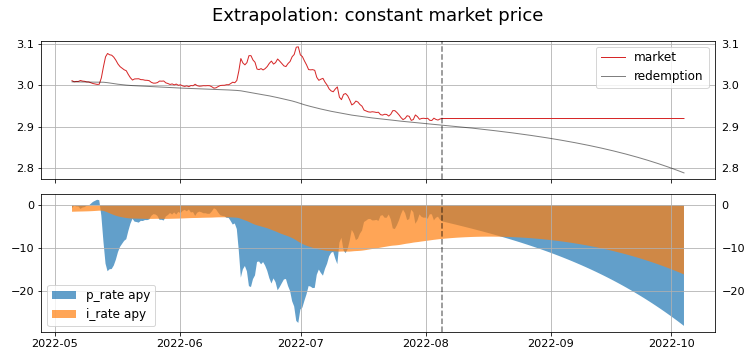 Extrapolation: constant market price
3.1 3.1
market
redemption
3.0 3.0
2.9 2.9
2.8 2.8
0 0
−10 −10
−20 −20
p_rate apy
i_rate apy
2022-05 2022-06 2022-07 2022-08 2022-09 2022-10